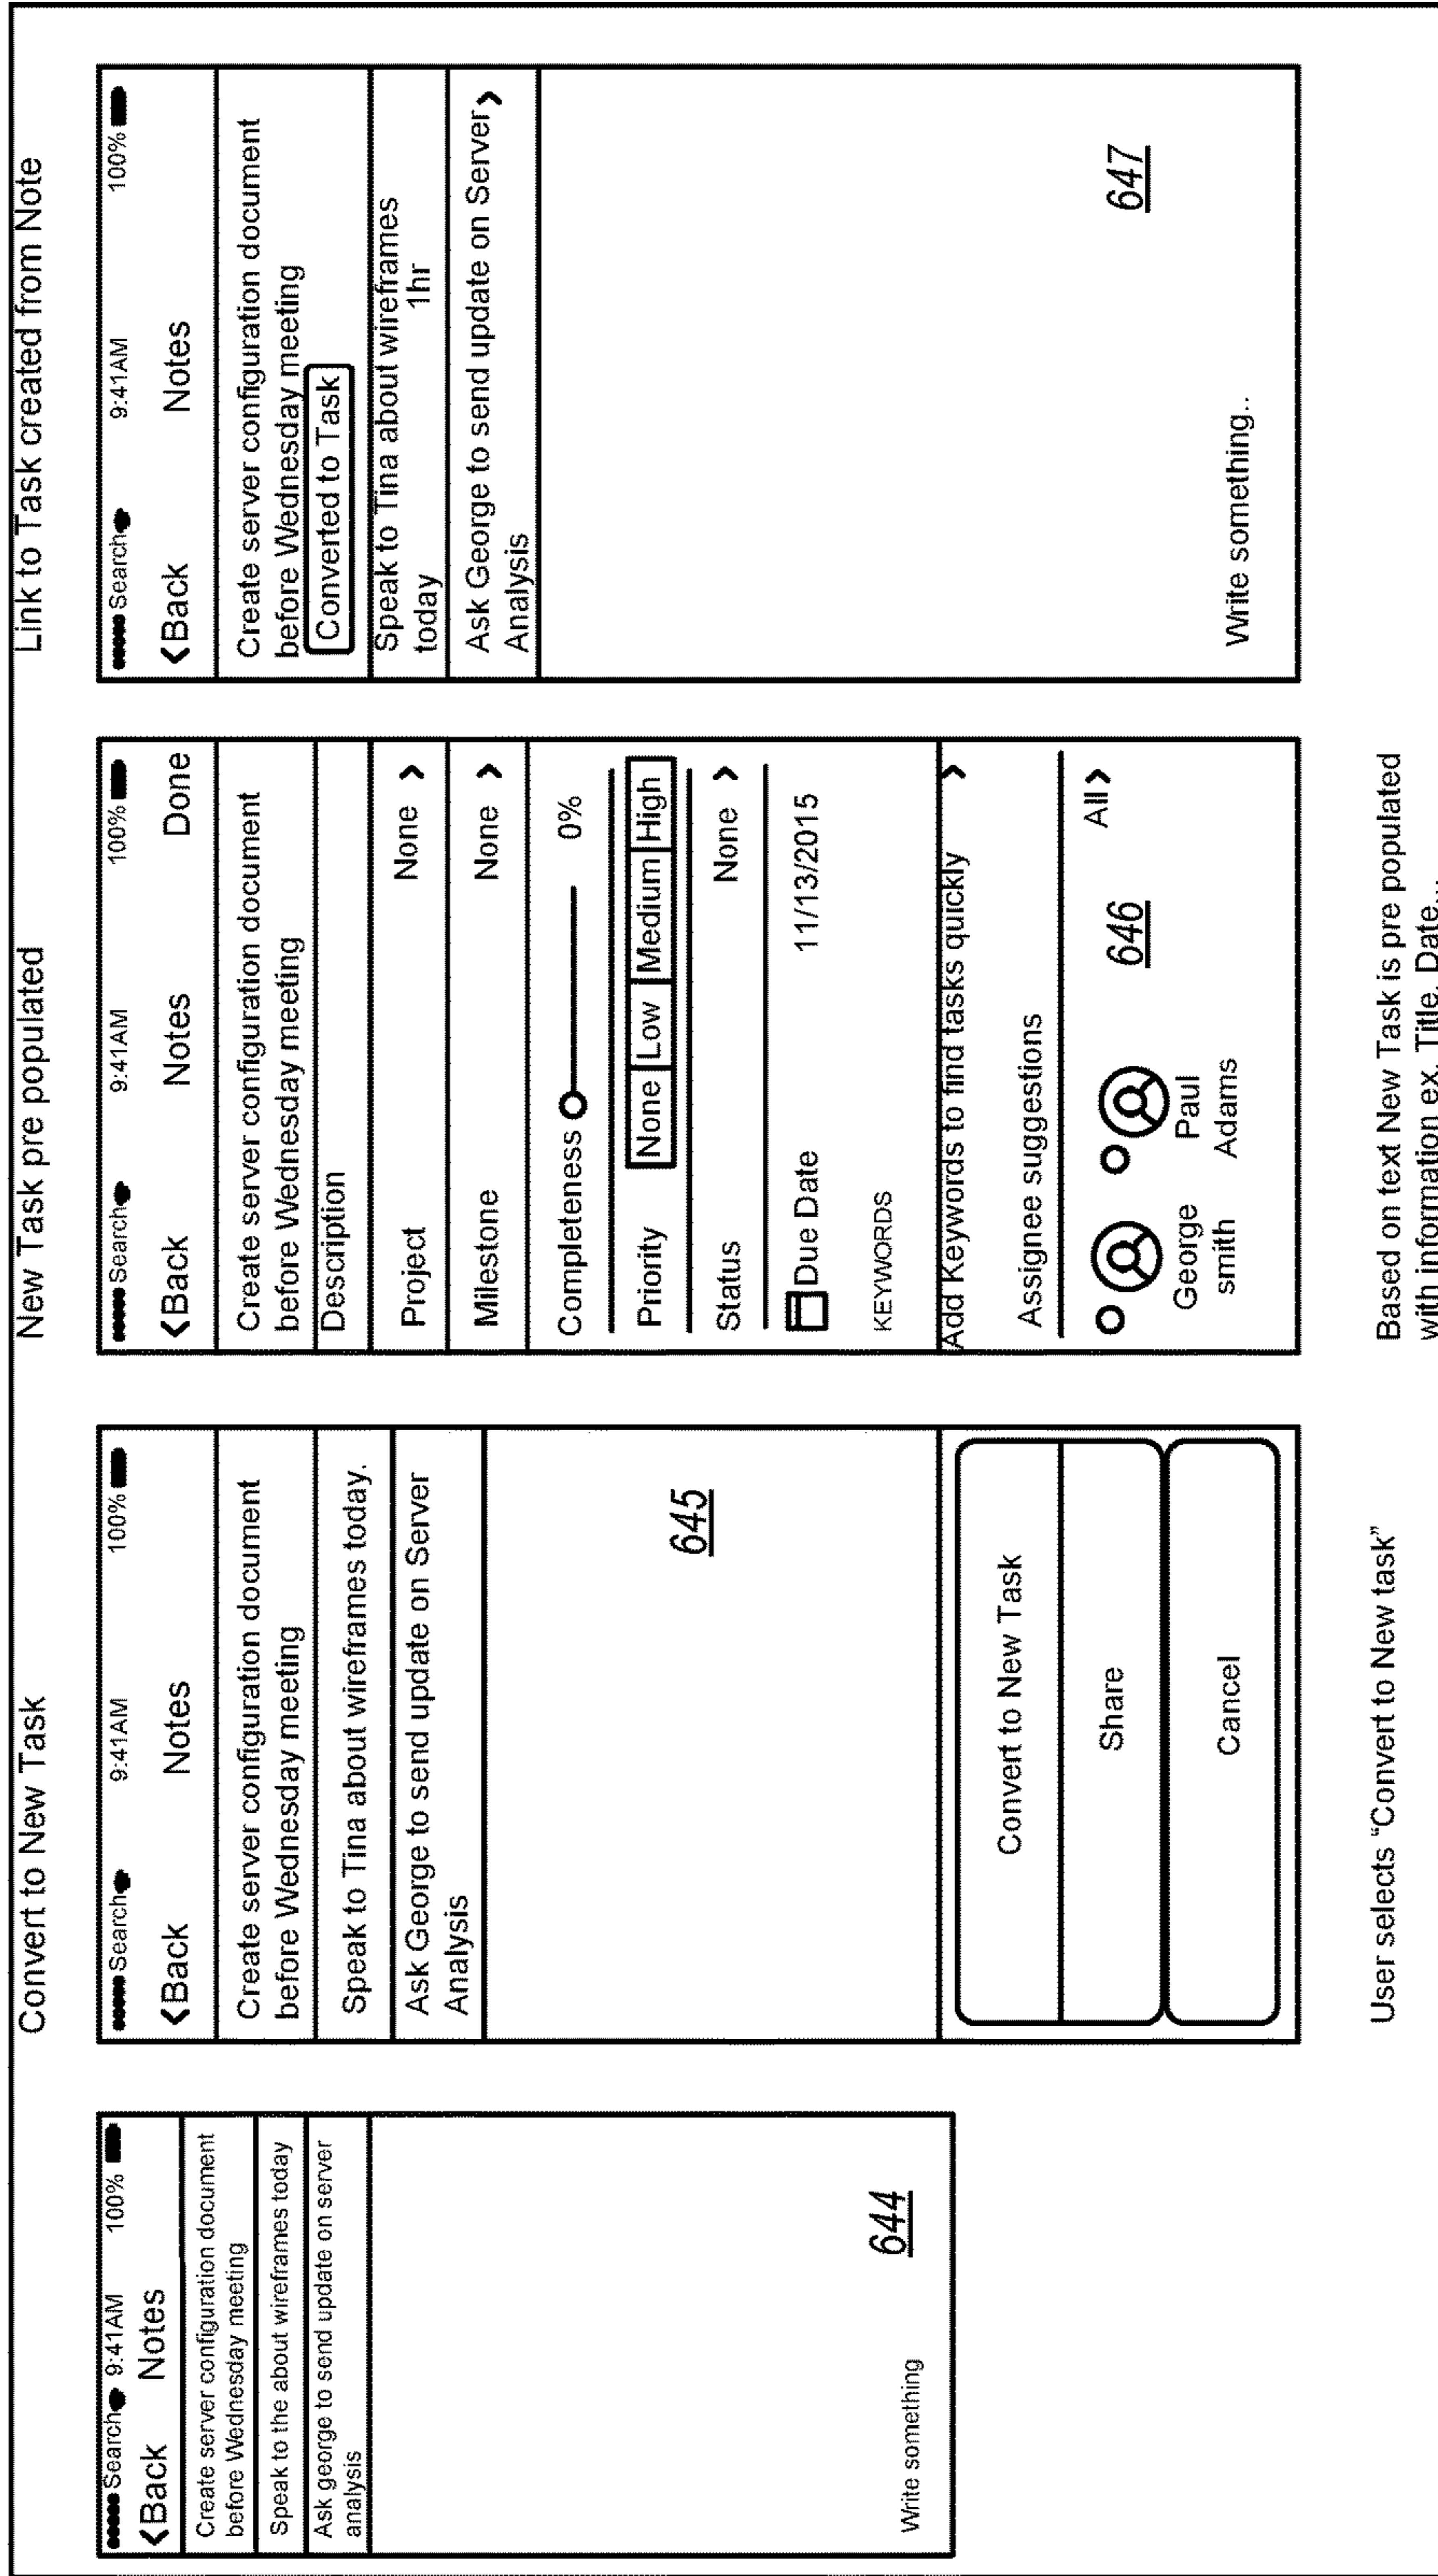 Search 9:41AM 100%
Back Notes
Create server configuration document
before Wednesday meeting
Speak to the about wireframes today
Ask george to send update on server
analysis
644
Write something
Convert to New Task
Search 9:41AM 100%
Back Notes
Create server configuration document
before Wednesday meeting
Speak to Tina about wireframes today.
Ask George to send update on Server
Analysis
645
Convert to New Task
Share
Cancel
User selects “Convert to New task”
New Task pre populated
Search 9:41AM 100%
Back Notes Done
Create server configuration document
before Wednesday meeting
Description
Project None
Milestone None
Completeness 0%
Priority None Low Medium High
Status None
Due Date 11/13/2015
KEYWORDS
Add Keywords to find tasks quickly
Assignee suggestions
All
George
smith
Paul
Adams
646
Based on text New Task is pre populated
with information ex. Title, Date...
Link to Task created from Note
Search 9:41AM 100%
Back Notes
Create server configuration document
before Wednesday meeting
Converted to Task
Speak to Tina about wireframes
today 1hr
Ask George to send update on Server
Analysis
647
Write something..